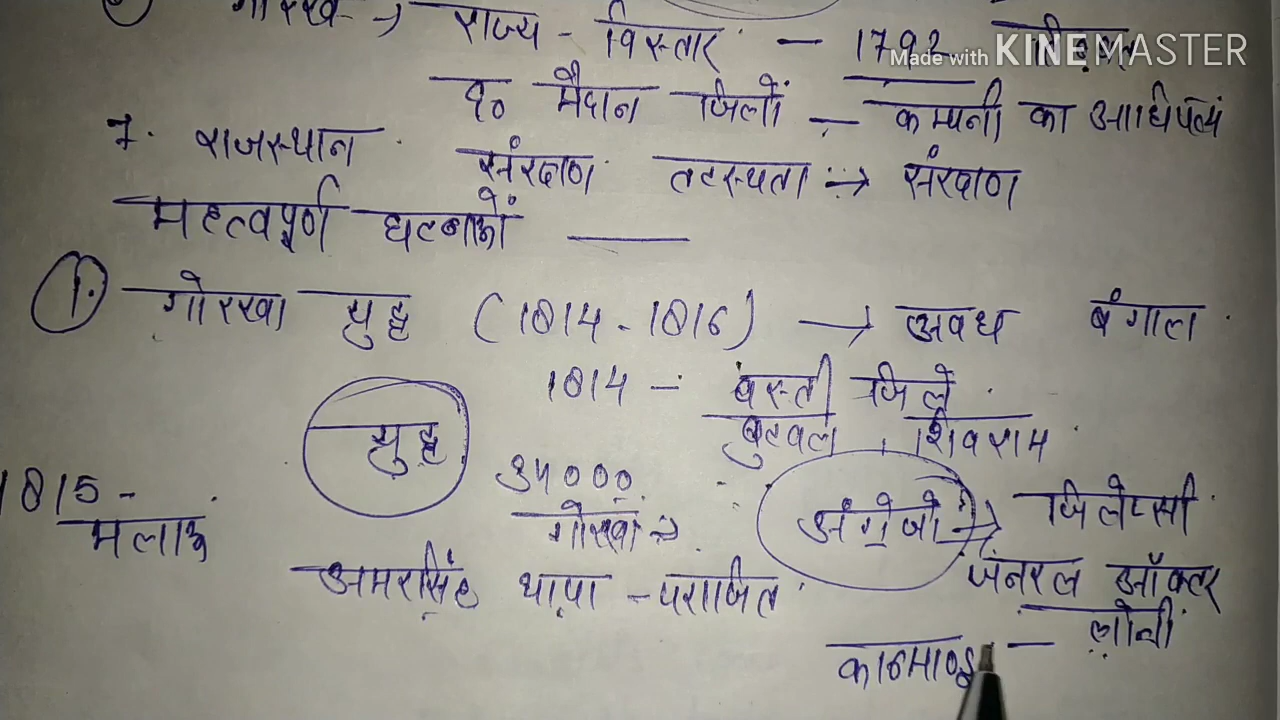 गोरख → राज्य - विस्तार - 1792
Made with KINEMASTER
१० मैदान जिलों - कम्पनी का आधिपत्य
7. राजस्थान संरक्षण तटस्थता → संरक्षण
महत्वपूर्ण घटनाओं —
1. गोरखा युद्ध (1814-1816) → अवध बंगाल
1814 - बस्ती जिले
बुटवल, शिवराज
युद्ध 34000 गोरखा → अंग्रेजो → जिलेप्सी
1815 - मलाऊ
अमरसिंह थापा - पराजित जनरल ऑक्टर
लोनी
काठमाण्डू -